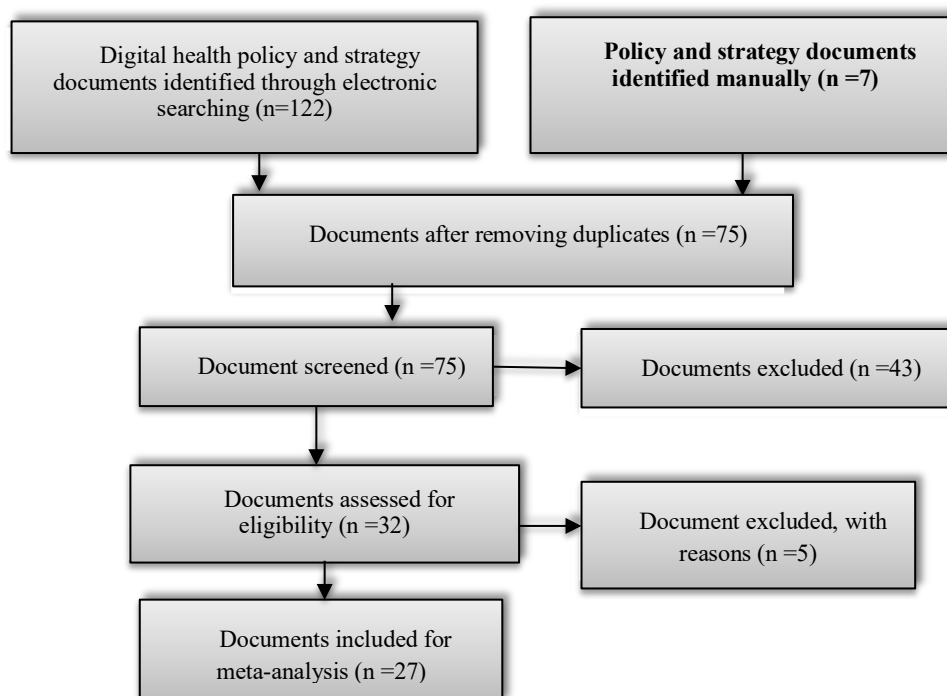 Digital health policy and strategy
documents identified through electronic
searching (n=122)
Policy and strategy documents
identified manually (n =7)
Documents after removing duplicates (n =75)
Document screened (n =75)
Documents excluded (n =43)
Documents assessed for
eligibility (n =32)
Document excluded, with
reasons (n =5)
Documents included for
meta-analysis (n =27)